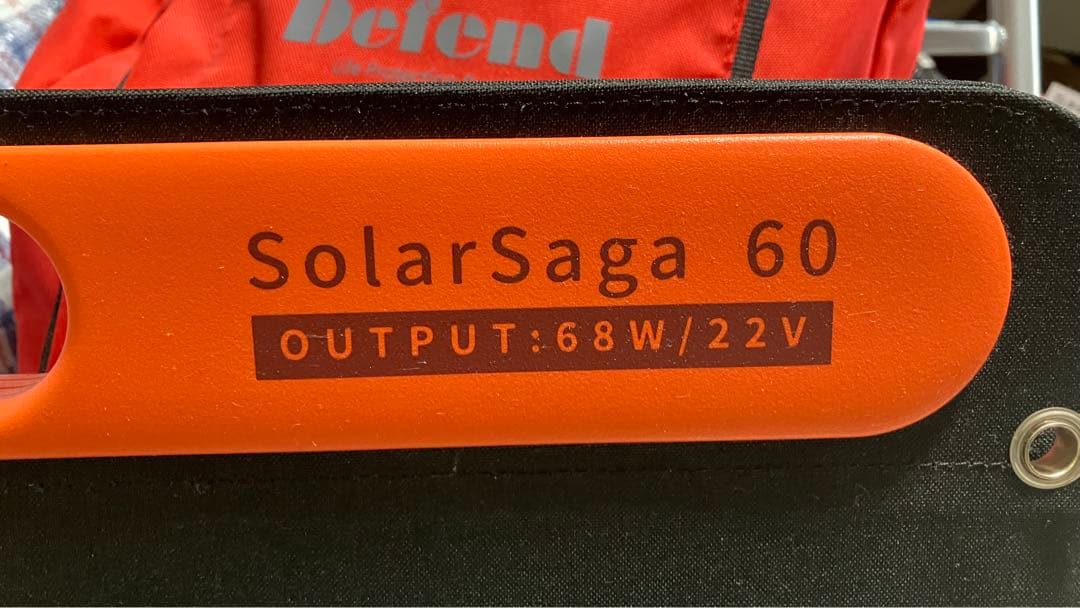 Defend
SolarSaga 60
OUTPUT:68W/22V